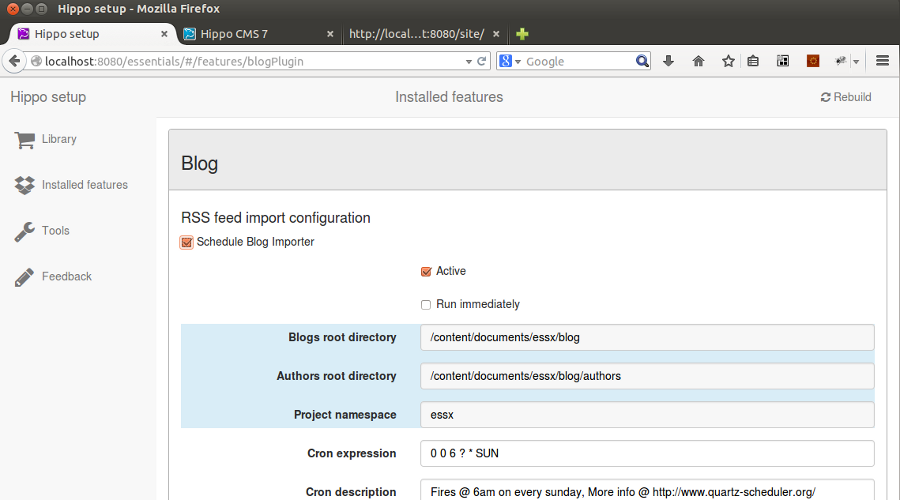 Hippo setup - Mozilla Firefox
Hippo setup
Hippo CMS 7
http://local...t:8080/site/
localhost:8080/essentials/#/features/blogPlugin
Google
Hippo setup
Installed features
Rebuild
Library
Installed features
Tools
Feedback
Blog
RSS feed import configuration
Schedule Blog Importer
Active
Run immediately
Blogs root directory
/content/documents/essx/blog
Authors root directory
/content/documents/essx/blog/authors
Project namespace
essx
Cron expression
0 0 6 ? * SUN
Cron description
Fires @ 6am on every sunday, More info @ http://www.quartz-scheduler.org/